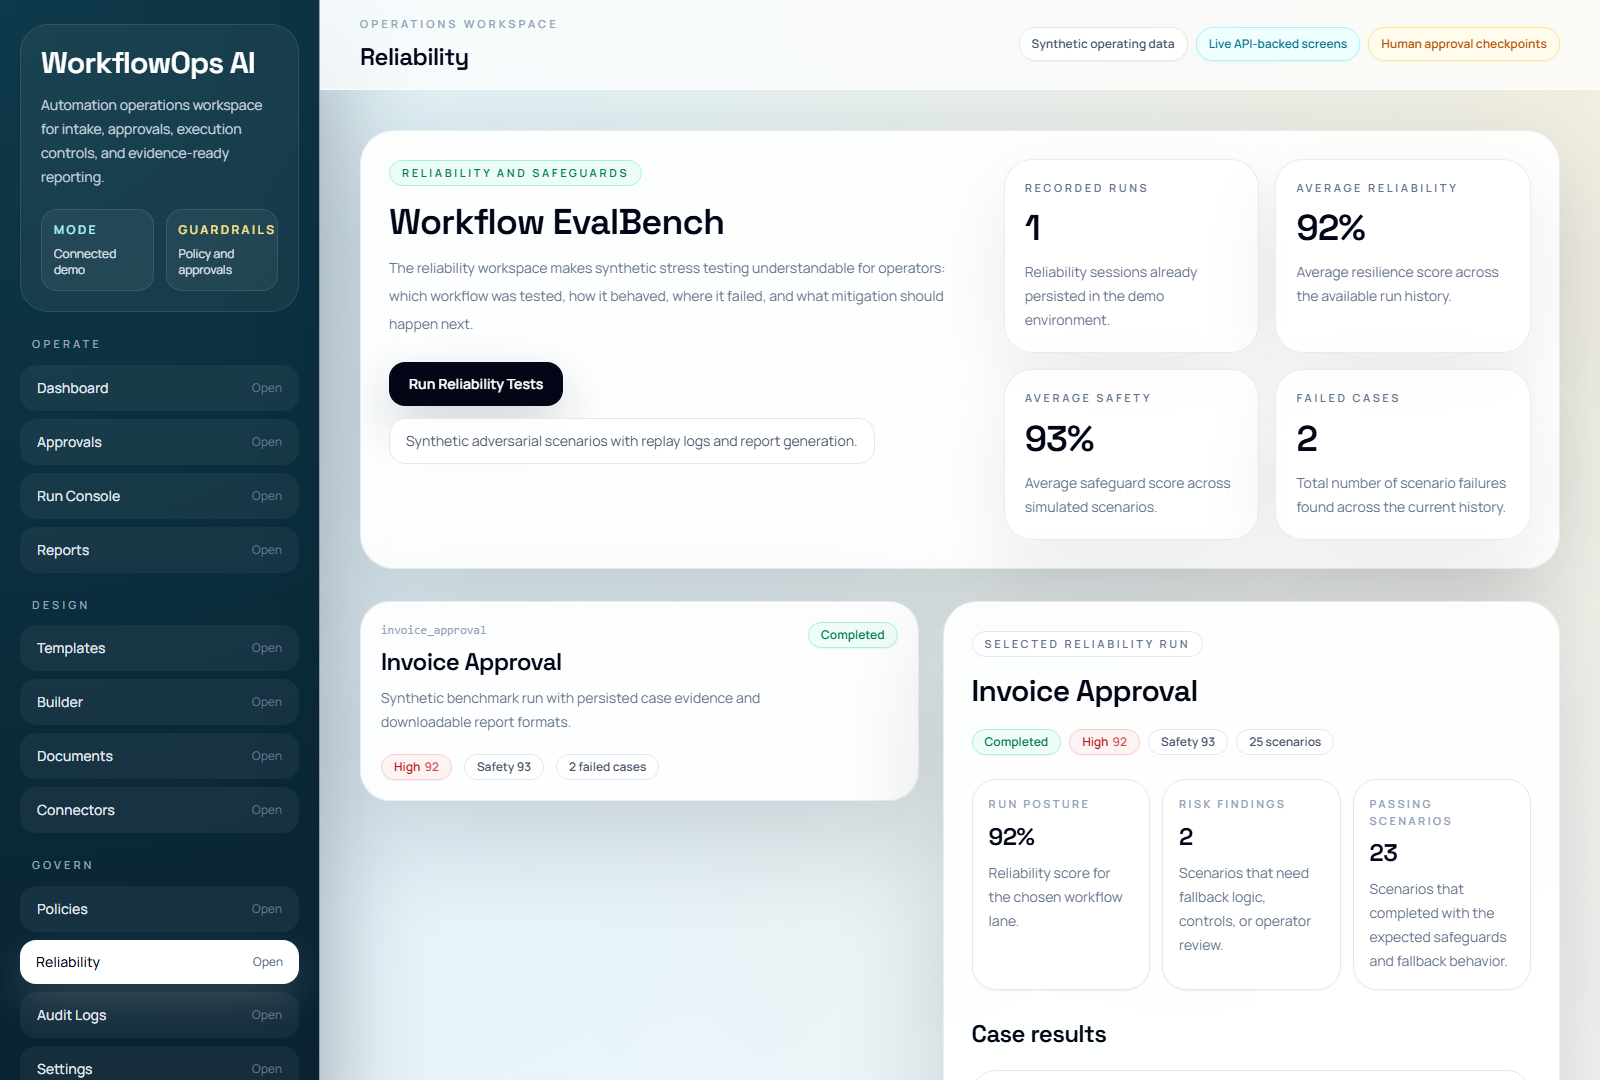 WorkflowOps AI
Automation operations workspace
for intake, approvals, execution
controls, and evidence-ready
reporting.
MODE
Connected
demo
GUARDRAILS
Policy and
approvals
OPERATE
Dashboard Open
Approvals Open
Run Console Open
Reports Open
DESIGN
Templates Open
Builder Open
Documents Open
Connectors Open
GOVERN
Policies Open
Reliability Open
Audit Logs Open
Settings Open
OPERATIONS WORKSPACE
Reliability
Synthetic operating data
Live API-backed screens
Human approval checkpoints
RELIABILITY AND SAFEGUARDS
Workflow EvalBench
The reliability workspace makes synthetic stress testing understandable for operators:
which workflow was tested, how it behaved, where it failed, and what mitigation should
happen next.
Run Reliability Tests
Synthetic adversarial scenarios with replay logs and report generation.
RECORDED RUNS
1
Reliability sessions already
persisted in the demo
environment.
AVERAGE RELIABILITY
92%
Average resilience score across
the available run history.
AVERAGE SAFETY
93%
Average safeguard score across
simulated scenarios.
FAILED CASES
2
Total number of scenario failures
found across the current history.
invoice_approval
Completed
Invoice Approval
Synthetic benchmark run with persisted case evidence and
downloadable report formats.
High 92
Safety 93
2 failed cases
SELECTED RELIABILITY RUN
Invoice Approval
Completed
High 92
Safety 93
25 scenarios
RUN POSTURE
92%
Reliability score for
the chosen workflow
lane.
RISK FINDINGS
2
Scenarios that need
fallback logic,
controls, or operator
review.
PASSING
SCENARIOS
23
Scenarios that
completed with the
expected safeguards
and fallback behavior.
Case results